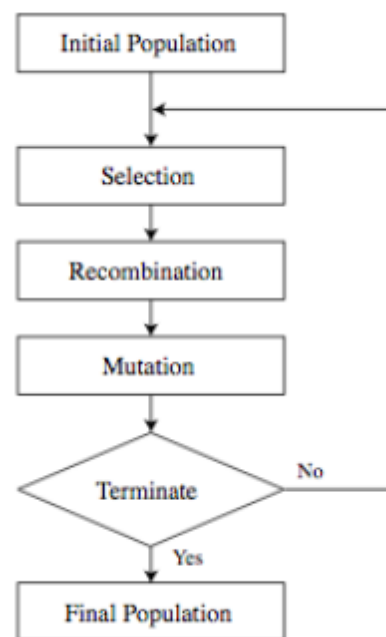 Initial Population
Selection
Recombination
Mutation
Terminate
No
Yes
Final Population